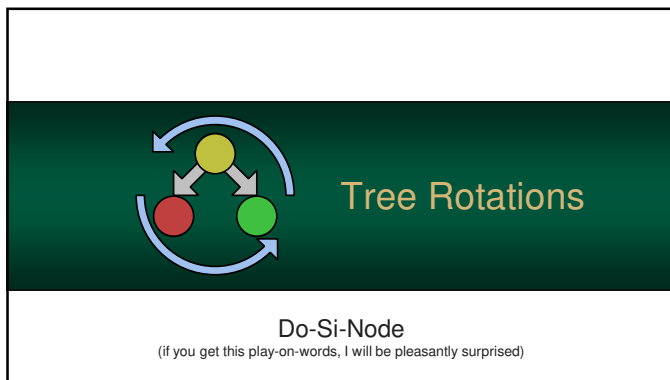 Tree Rotations
Do-Si-Node
(if you get this play-on-words, I will be pleasantly surprised)